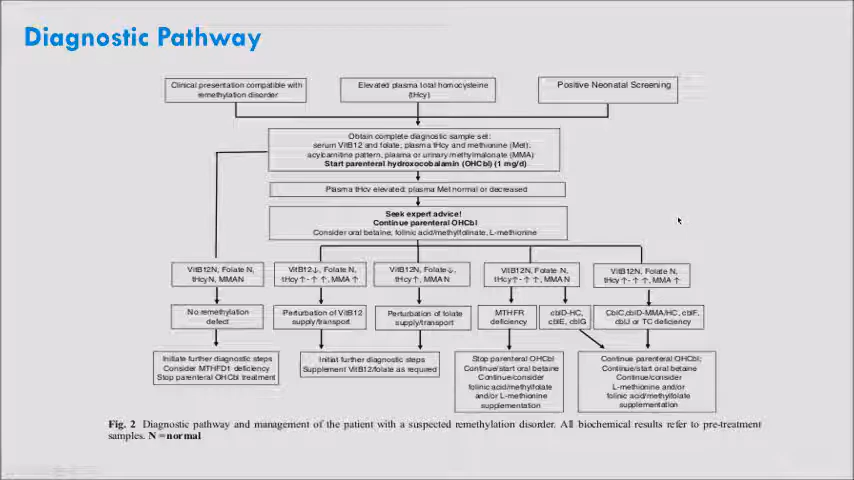 Diagnostic Pathway
Clinical presentation compatible with
remethylation disorder
Elevated plasma total homocysteine
(tHcy)
Positive Neonatal Screening
Obtain complete diagnostic sample set:
serum VitB12 and folate, plasma tHcy and methionine (Met);
acylcarnitine pattern, plasma or urinary methylmalonate (MMA)
Start parenteral hydroxocobalamin (OHCbl) (1 mg/d)
Plasma tHcy elevated; plasma Met normal or decreased
Seek expert advice!
Continue parenteral OHCbl
Consider oral betaine, folinic acid/methylfolinate, L-methionine
VitB12N, Folate N,
tHcyN, MMAN
VitB12↓, Folate N,
tHcy↑-↑↑, MMA↑
VitB12N, Folate↓,
tHcy↑, MMAN
VitB12N, Folate N,
tHcy↑-↑↑, MMAN
VitB12N, Folate N,
tHcy↑-↑↑, MMA↑
No remethylation
defect
Perturbation of VitB12
supply/transport
Perturbation of folate
supply/transport
MTHFR
deficiency
cblD-HC,
cblE, cblG
CblC,cblD-MMA/HC, cblF,
cblJ or TC deficiency
Initiate further diagnostic steps
Consider MTHFD1 deficiency
Stop parenteral OHCbl treatment
Initiat further diagnostic steps
Supplement VitB12/folate as required
Stop parenteral OHCbl
Continue/start oral betaine
Continue/consider
folinic acid/methylfolate
and/or L-methionine
supplementation
Continue parenteral OHCbl;
Continue/start oral betaine
Continue/consider
L-methionine and/or
folinic acid/methylfolate
supplementation
Fig. 2 Diagnostic pathway and management of the patient with a suspected remethylation disorder. All biochemical results refer to pre-treatment
samples. N=normal